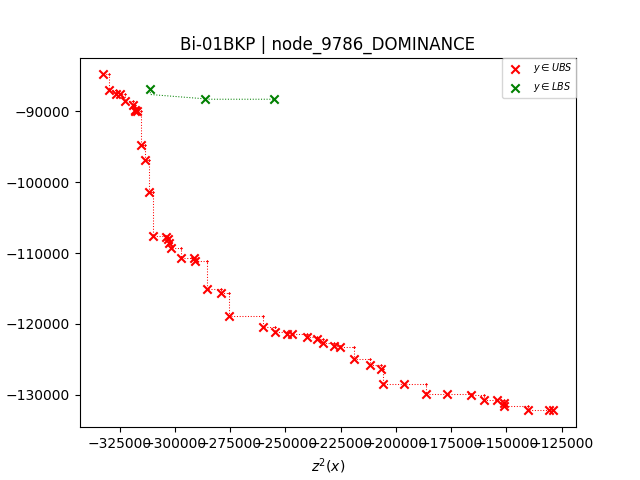 Bi-01BKP | node_9786_DOMINANCE
y ∈ UBS
y ∈ LBS
−90000
−100000
−110000
−120000
−130000
−325000 −300000 −275000 −250000 −225000 −200000 −175000 −150000 −125000
z²(x)